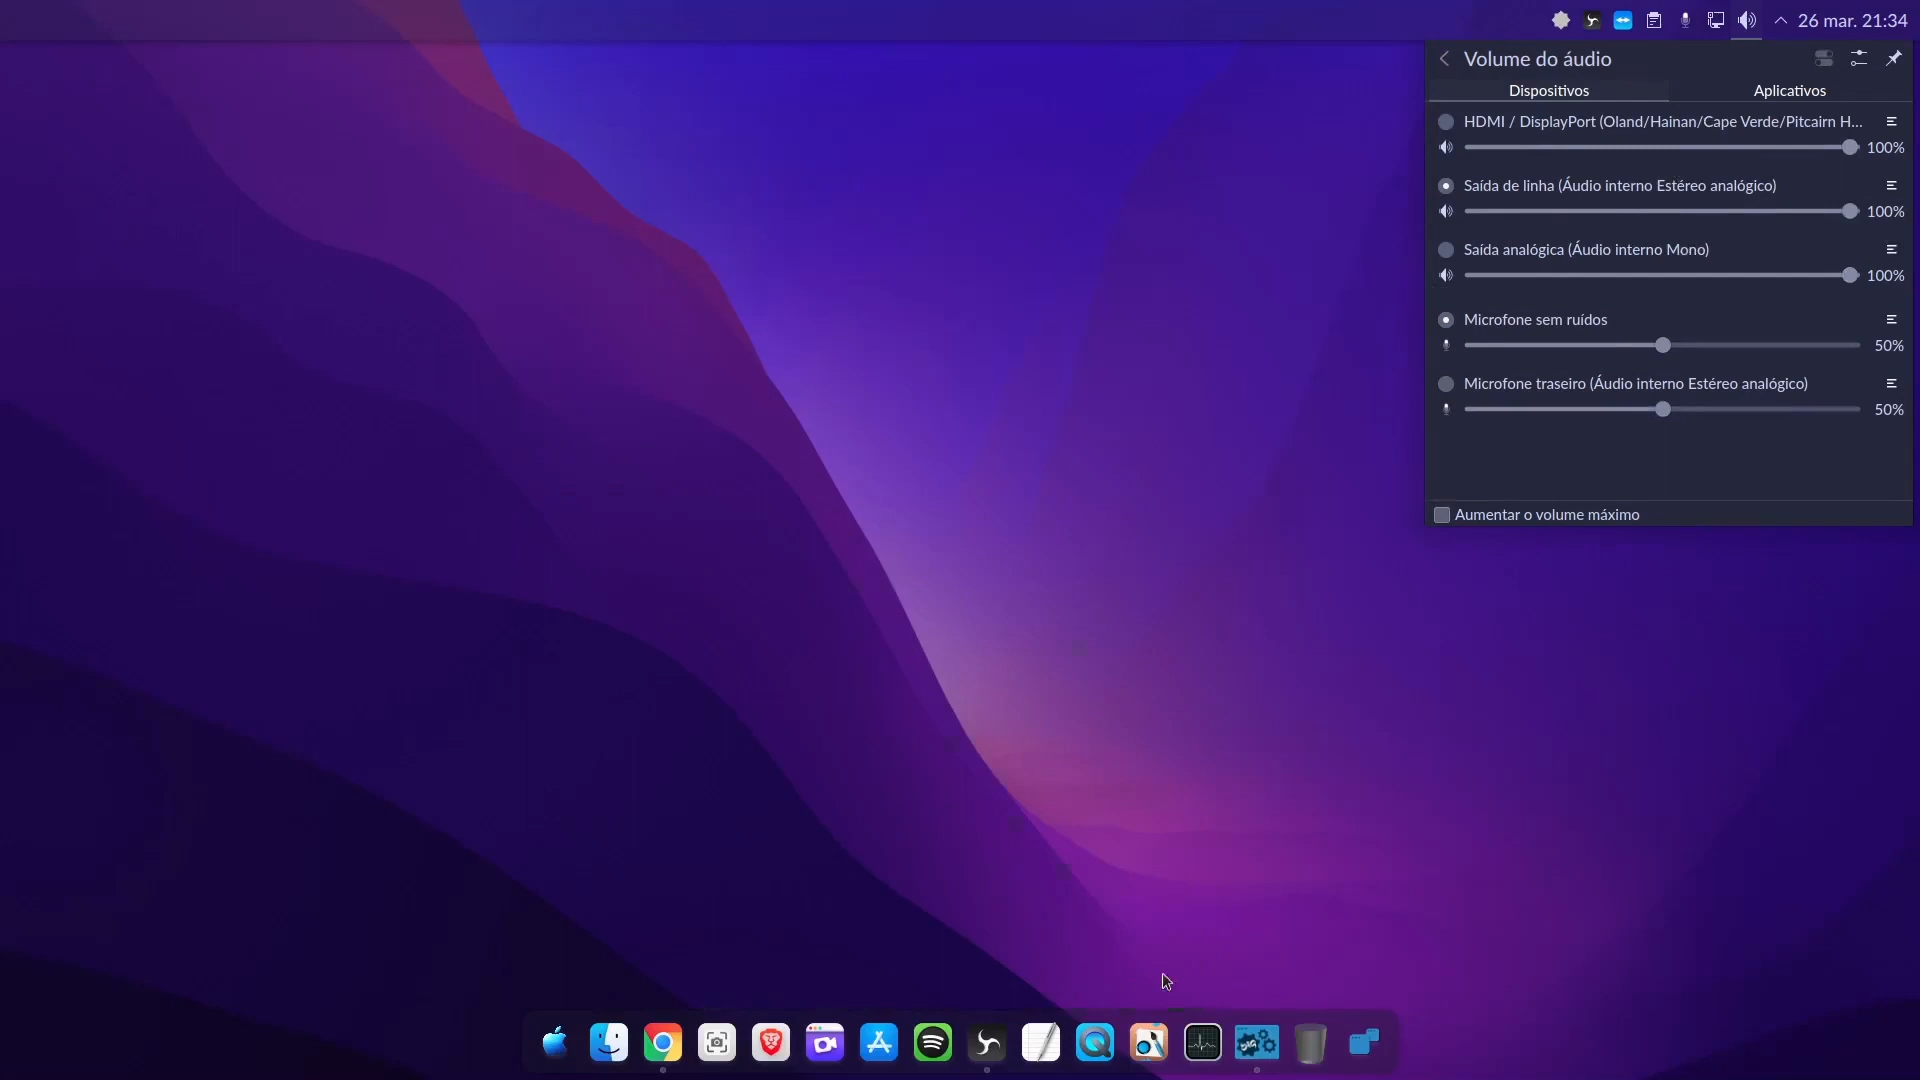 26 mar. 21:34
Volume do áudio
Dispositivos
Aplicativos
HDMI / DisplayPort (Oland/Hainan/Cape Verde/Pitcairn H...
100%
Saída de linha (Áudio interno Estéreo analógico)
100%
Saída analógica (Áudio interno Mono)
100%
Microfone sem ruídos
50%
Microfone traseiro (Áudio interno Estéreo analógico)
50%
Aumentar o volume máximo